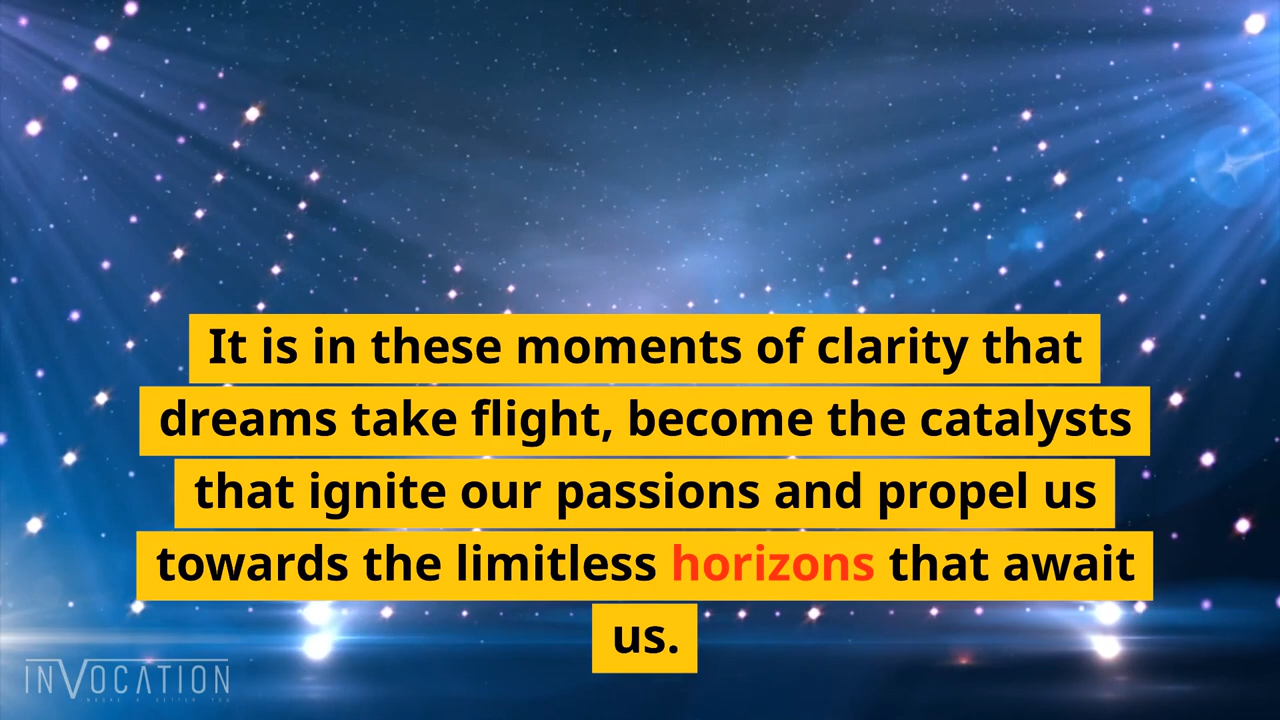 It is in these moments of clarity that
dreams take flight, become the catalysts
that ignite our passions and propel us
towards the limitless horizons that await
us.
INVOCATION